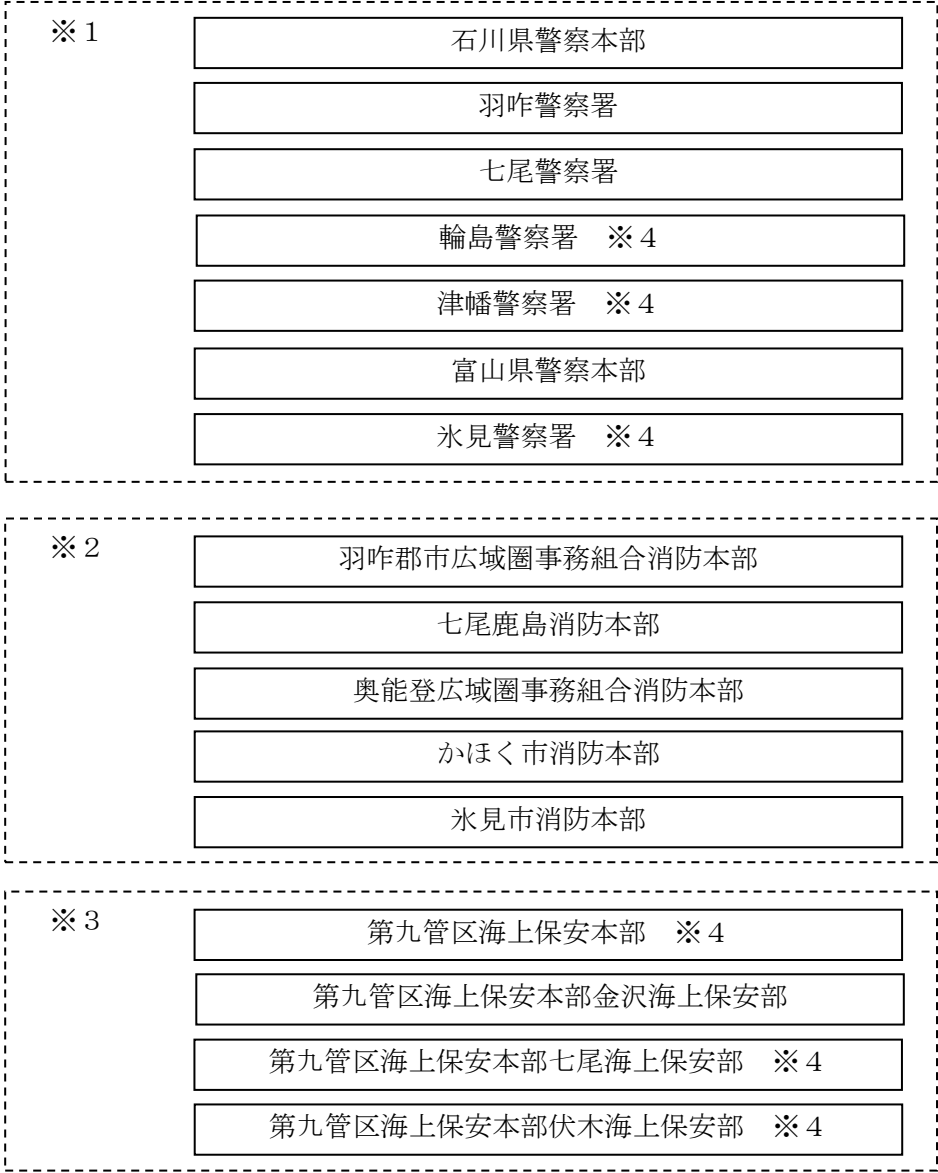 ※1
石川県警察本部
羽咋警察署
七尾警察署
輪島警察署　※4
津幡警察署　※4
富山県警察本部
氷見警察署　※4
※2
羽咋郡市広域圏事務組合消防本部
七尾鹿島消防本部
奥能登広域圏事務組合消防本部
かほく市消防本部
氷見市消防本部
※3
第九管区海上保安本部　※4
第九管区海上保安本部金沢海上保安部
第九管区海上保安本部七尾海上保安部　※4
第九管区海上保安本部伏木海上保安部　※4